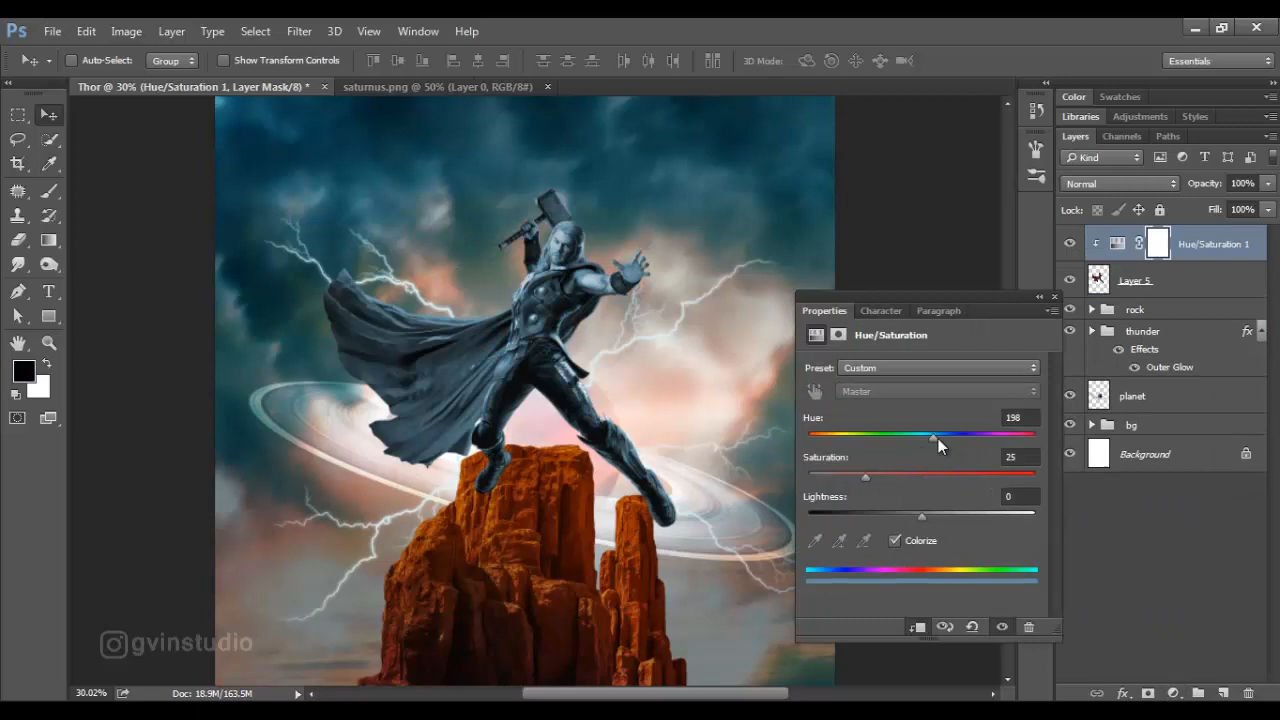 Ps File Edit Image Layer Type Select Filter 3D View Window Help
Auto-Select: Group Show Transform Controls 3D Mode: Essentials
Thor @ 30% (Hue/Saturation 1, Layer Mask/8) * × saturnus.png @ 50% (Layer 0, RGB/8#) ×
Color Swatches
Libraries Adjustments Styles
Layers Channels Paths
Kind
Normal Opacity: 100%
Lock: Fill: 100%
Hue/Saturation 1
Layer 5
rock
thunder fx
Effects
Outer Glow
planet
bg
Background
Properties Character Paragraph
Hue/Saturation
Preset: Custom
Master
Hue: 198
Saturation: 25
Lightness: 0
Colorize
gvinstudio
30.02% Doc: 18.9M/163.5M
fx